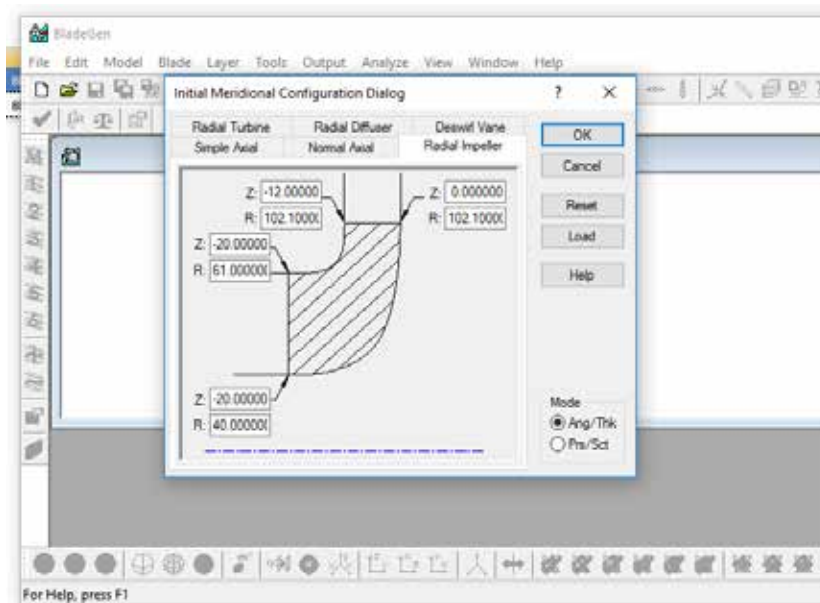 BladeGen
File Edit Model Blade Layer Tools Output Analyze View Window Help
Initial Meridional Configuration Dialog
? ×
Radial Turbine Radial Diffuser Deswirl Vane
Simple Axial Normal Axial Radial Impeller
Z: -12.00000 Z: 0.000000
R: 102.1000 R: 102.1000
Z: -20.00000
R: 61.00000
Z: -20.00000
R: 40.00000
OK
Cancel
Reset
Load
Help
Mode
Ang/Thk
Prs/Sct
For Help, press F1